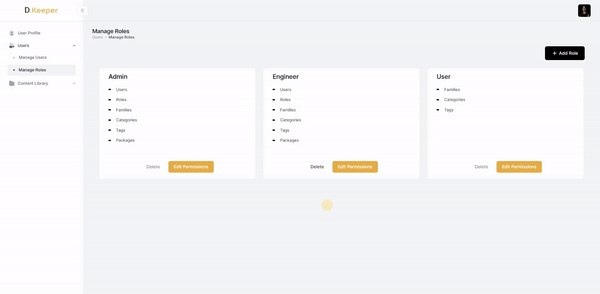 D.Keeper
User Profile
Users
Manage Users
Manage Roles
Content Library
Manage Roles
Users > Manage Roles
+ Add Role
Admin
Users
Roles
Families
Categories
Tags
Packages
Delete
Edit Permissions
Engineer
Users
Roles
Families
Categories
Tags
Packages
Delete
Edit Permissions
User
Families
Categories
Tags
Delete
Edit Permissions